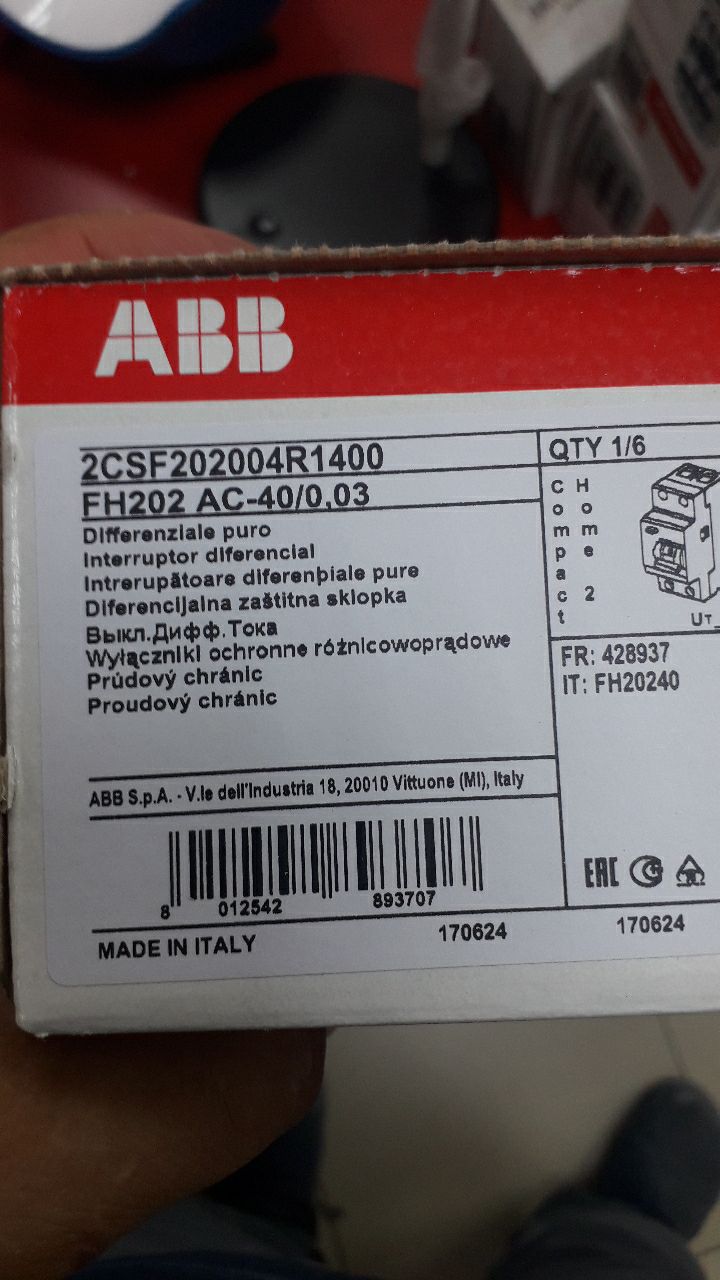 ABB
2CSF202004R1400
FH202 AC-40/0,03
Differenziale puro
Interruptor diferencial
Intrerupătoare diferenþiale pure
Diferencijalna zaštitna sklopka
Выкл.Дифф.Тока
Wyłączniki ochronne różnicowoprądowe
Prúdový chránic
Proudový chránic
ABB S.p.A. - V.le dell'Industria 18, 20010 Vittuone (MI), Italy
8 012542 893707
MADE IN ITALY
170624
QTY 1/6
Compact
Home 2
FR: 428937
IT: FH20240
EAC
170624